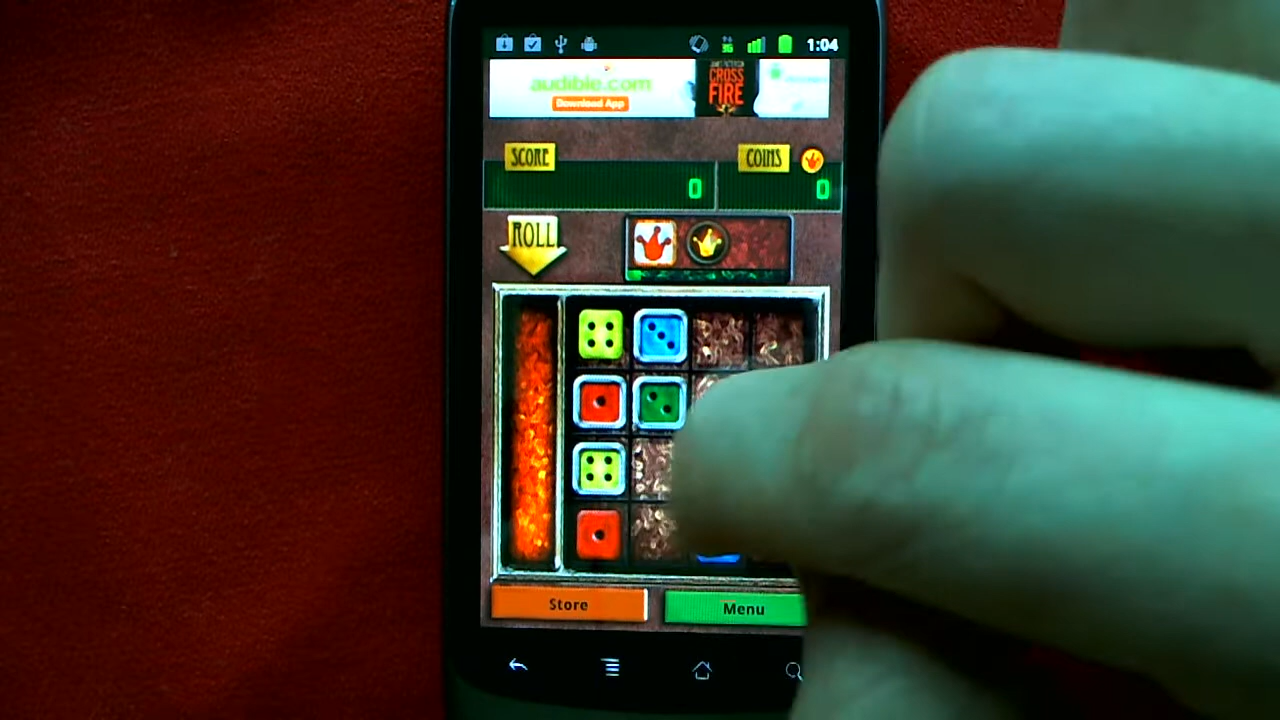 1:04
audible.com
Download App
CROSS
FIRE
SCORE
COINS
0
0
ROLL
Store
Menu